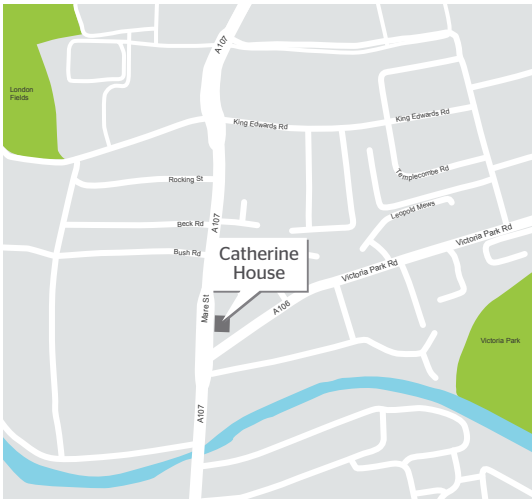 A107
London
Fields
King Edwards Rd
King Edwards Rd
Rocking St
Templecombe Rd
Leopold Mews
Beck Rd
A107
Victoria Park Rd
Bush Rd
Catherine
House
Victoria Park Rd
Mare St
A106
Victoria Park
A107